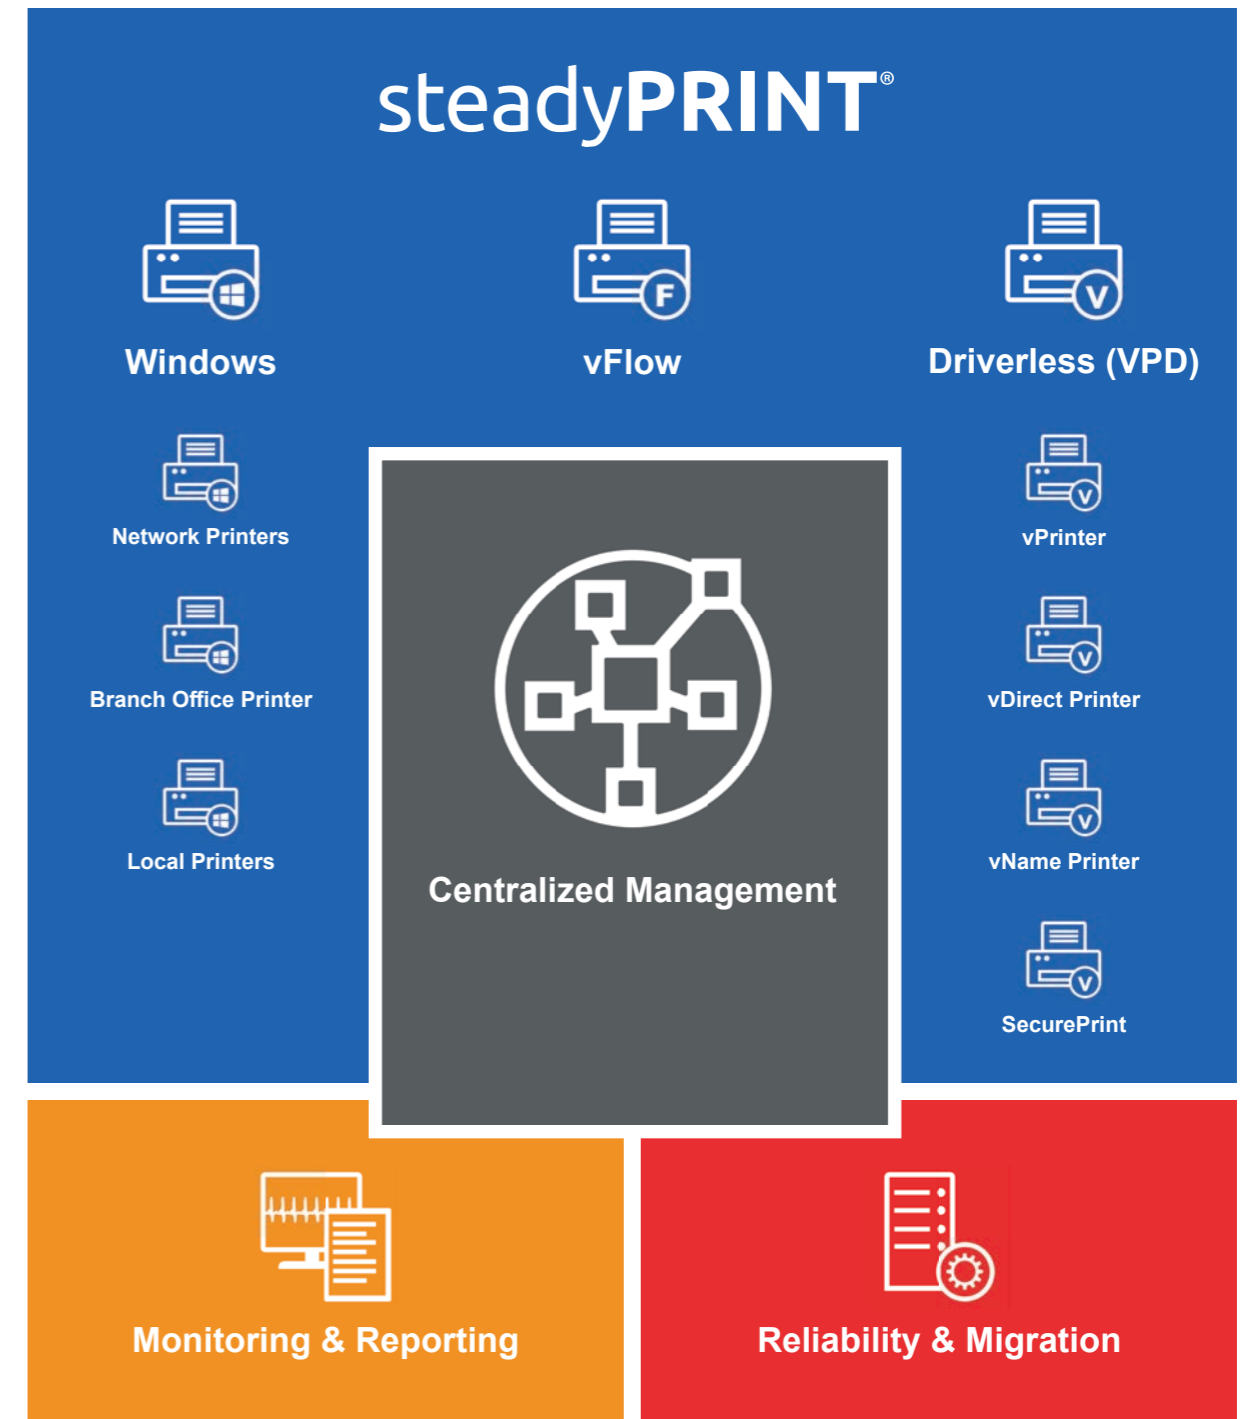 steadyPRINT®
Windows
vFlow
Driverless (VPD)
F
V
Network Printers
Branch Office Printer
Local Printers
Centralized Management
V
vPrinter
V
vDirect Printer
V
vName Printer
V
SecurePrint
Monitoring & Reporting
Reliability & Migration